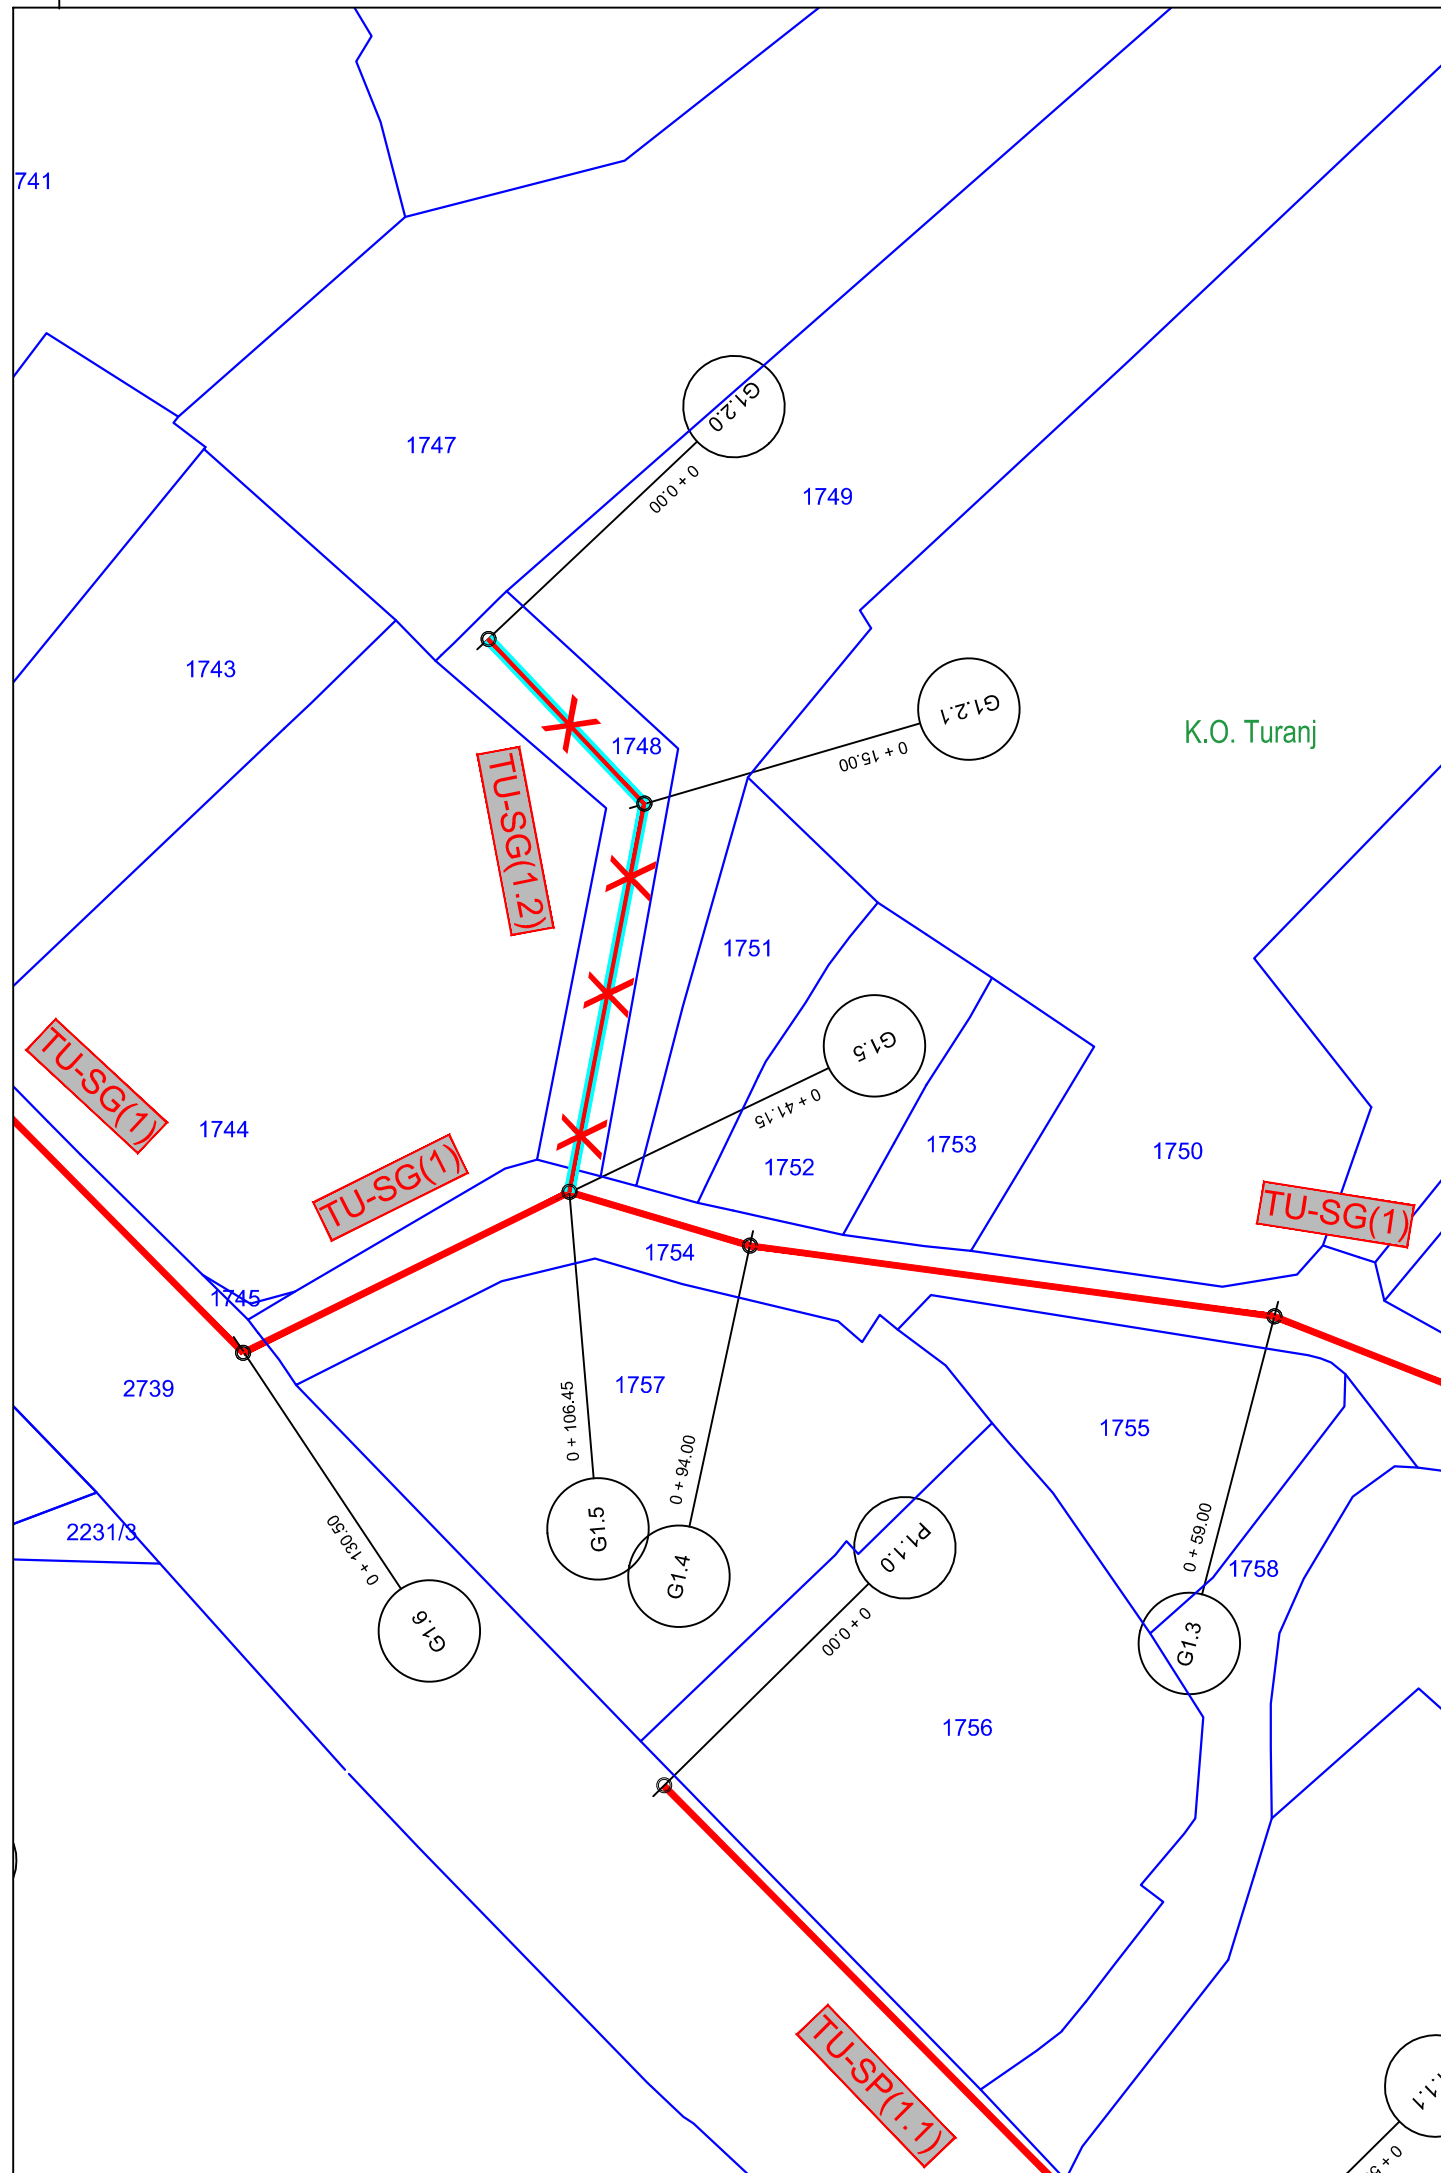 741
G1.2.0
1747
0 + 0.00
1749
1743
G1.2.1
K.O. Turanj
1748
0 + 15.00
TU-SG(1.2)
1751
G1.5
TU-SG(1)
0 + 41.15
1744
1753
1750
1752
TU-SG(1)
TU-SG(1)
1754
1745
2739
1757
0 + 106.45
1755
0 + 94.00
2231/3
0 + 130.50
G1.5
P1.1.0
0 + 59.00
G1.4
1758
G1.6
0 + 0.00
G1.3
1756
TU-SP(1.1)